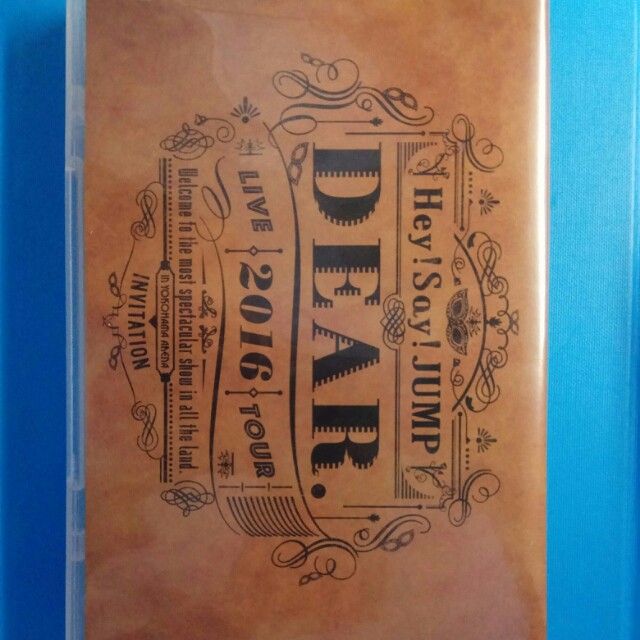 Hey! Say! JUMP
DEAR.
LIVE 2016 TOUR
Welcome to the most spectacular show in all the land.
IN YOKOHAMA ARENA
INVITATION